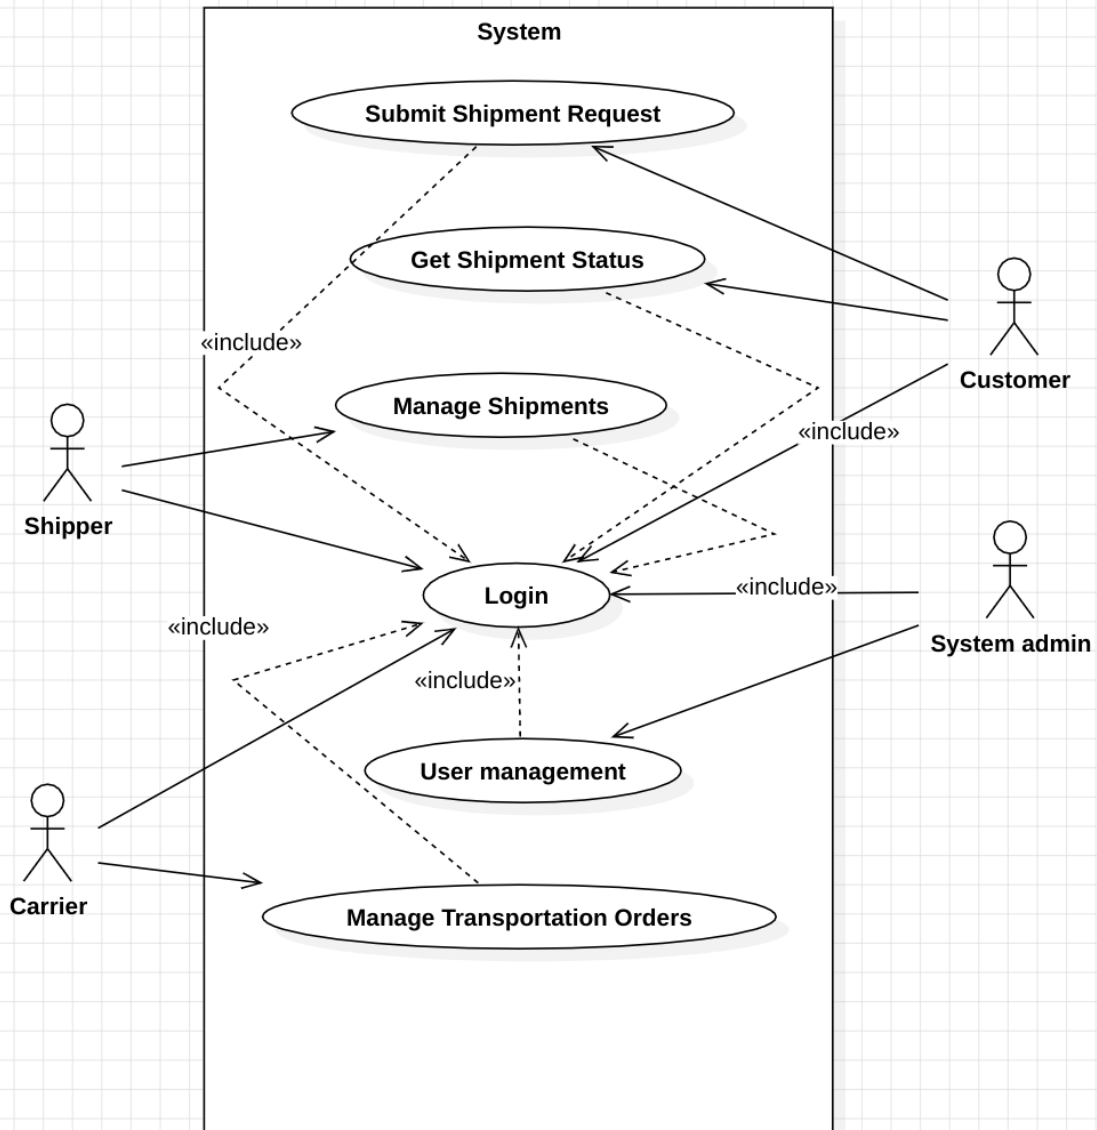 System
Submit Shipment Request
Get Shipment Status
«include»
Customer
Manage Shipments
«include»
Shipper
«include»
Login
«include»
System admin
«include»
User management
Carrier
Manage Transportation Orders